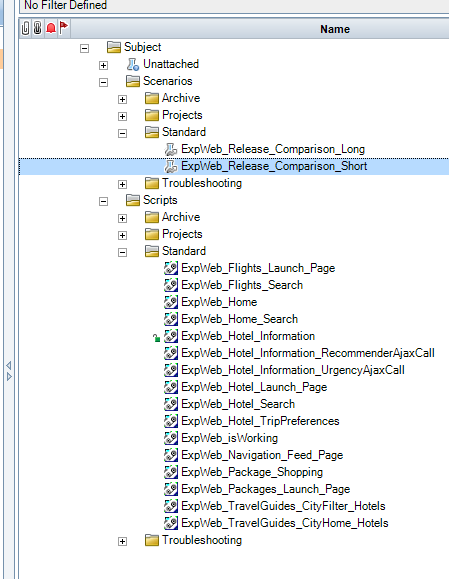 No Filter Defined
Name
Subject
Unattached
Scenarios
Archive
Projects
Standard
ExpWeb_Release_Comparison_Long
ExpWeb_Release_Comparison_Short
Troubleshooting
Scripts
Archive
Projects
Standard
ExpWeb_Flights_Launch_Page
ExpWeb_Flights_Search
ExpWeb_Home
ExpWeb_Home_Search
ExpWeb_Hotel_Information
ExpWeb_Hotel_Information_RecommenderAjaxCall
ExpWeb_Hotel_Information_UrgencyAjaxCall
ExpWeb_Hotel_Launch_Page
ExpWeb_Hotel_Search
ExpWeb_Hotel_TripPreferences
ExpWeb_isWorking
ExpWeb_Navigation_Feed_Page
ExpWeb_Package_Shopping
ExpWeb_Packages_Launch_Page
ExpWeb_TravelGuides_CityFilter_Hotels
ExpWeb_TravelGuides_CityHome_Hotels
Troubleshooting